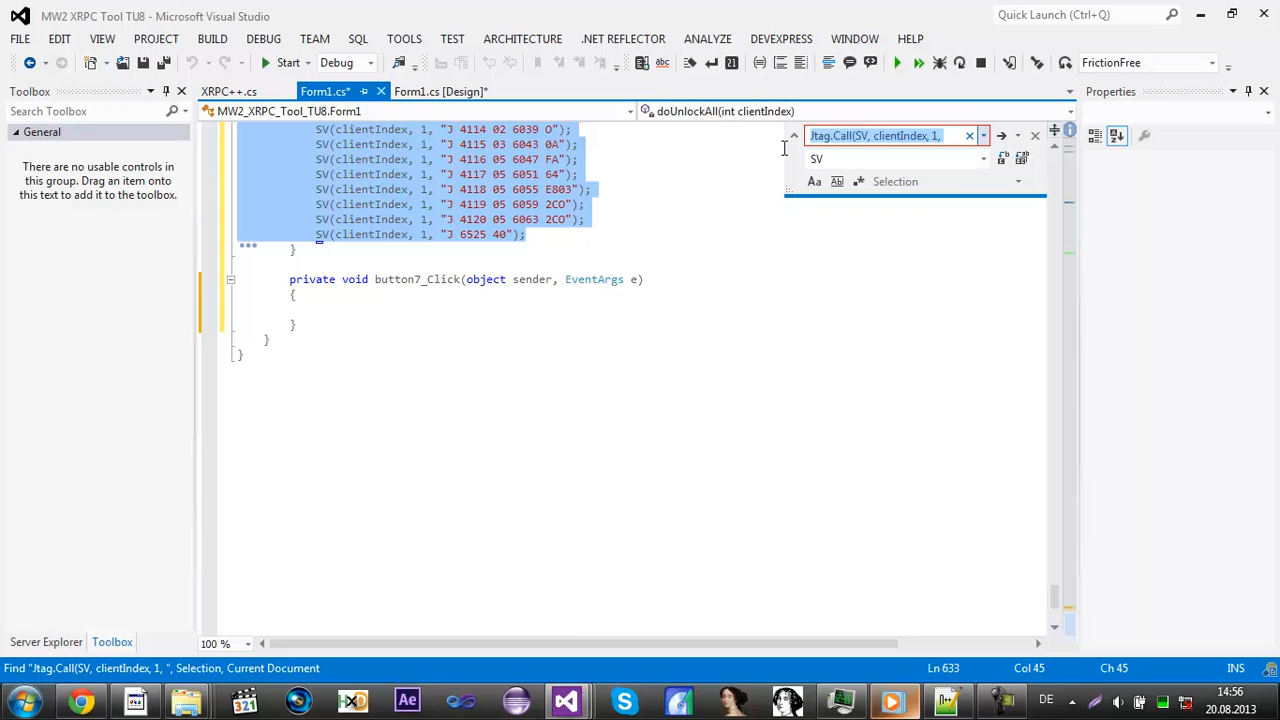 MW2 XRPC Tool TU8 - Microsoft Visual Studio
Quick Launch (Ctrl+Q)
FILE EDIT VIEW PROJECT BUILD DEBUG TEAM SQL TOOLS TEST ARCHITECTURE .NET REFLECTOR ANALYZE DEVEXPRESS WINDOW HELP
Start Debug FrictionFree
Toolbox XRPC++.cs Form1.cs* Form1.cs [Design]* Properties
Search Toolbox MW2_XRPC_Tool_TU8.Form1 doUnlockAll(int clientIndex)
General
There are no usable controls in
this group. Drag an item onto
this text to add it to the toolbox.
SV(clientIndex, 1, "J 4114 02 6039 O");
SV(clientIndex, 1, "J 4115 03 6043 0A");
SV(clientIndex, 1, "J 4116 05 6047 FA");
SV(clientIndex, 1, "J 4117 05 6051 64");
SV(clientIndex, 1, "J 4118 05 6055 E803");
SV(clientIndex, 1, "J 4119 05 6059 2CO");
SV(clientIndex, 1, "J 4120 05 6063 2CO");
SV(clientIndex, 1, "J 6525 40");
}
private void button7_Click(object sender, EventArgs e)
{
}
}
}
Jtag.Call(SV, clientIndex, 1,
SV
Aa Ab Selection
Server Explorer Toolbox
100 %
Find "Jtag.Call(SV, clientIndex, 1, ", Selection, Current Document Ln 633 Col 45 Ch 45 INS
321 HxD Ae S DE 14:56
20.08.2013